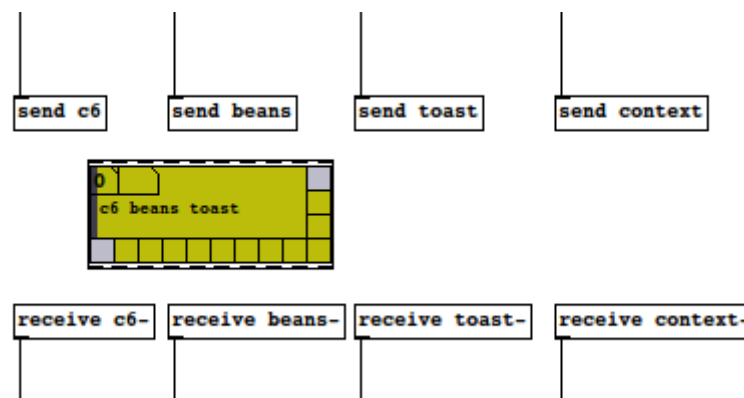 send c6 send beans send toast send context
0
c6 beans toast
receive c6- receive beans- receive toast- receive context-